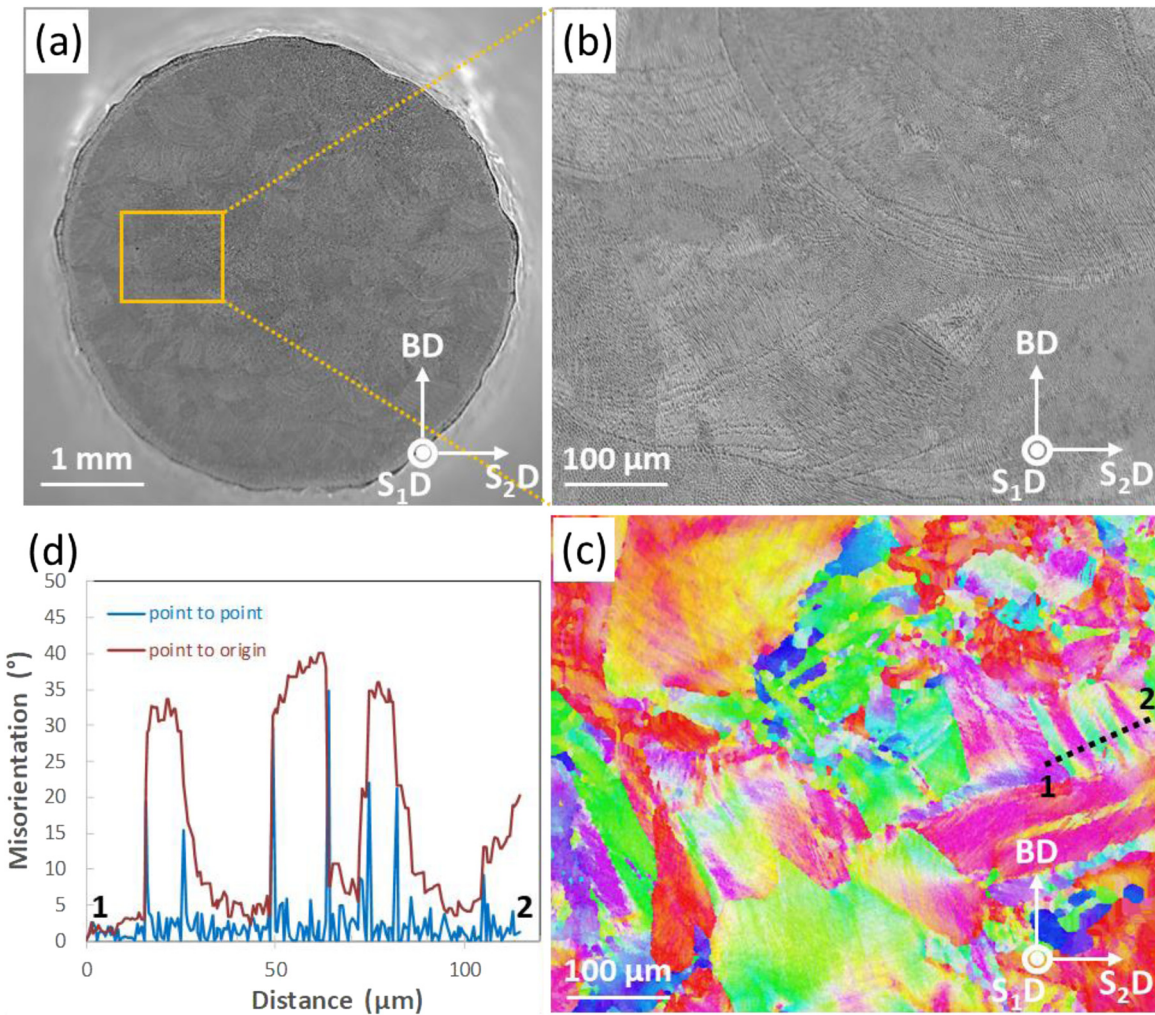 (a)
BD
1 mm
S₁D
S₂D
(b)
BD
100 μm
S₁D
S₂D
(d)
50
45
40
35
30
25
20
15
10
5
0
Misorientation (°)
point to point
point to origin
1
2
0
50
100
Distance (μm)
(c)
2
1
BD
100 μm
S₁D
S₂D